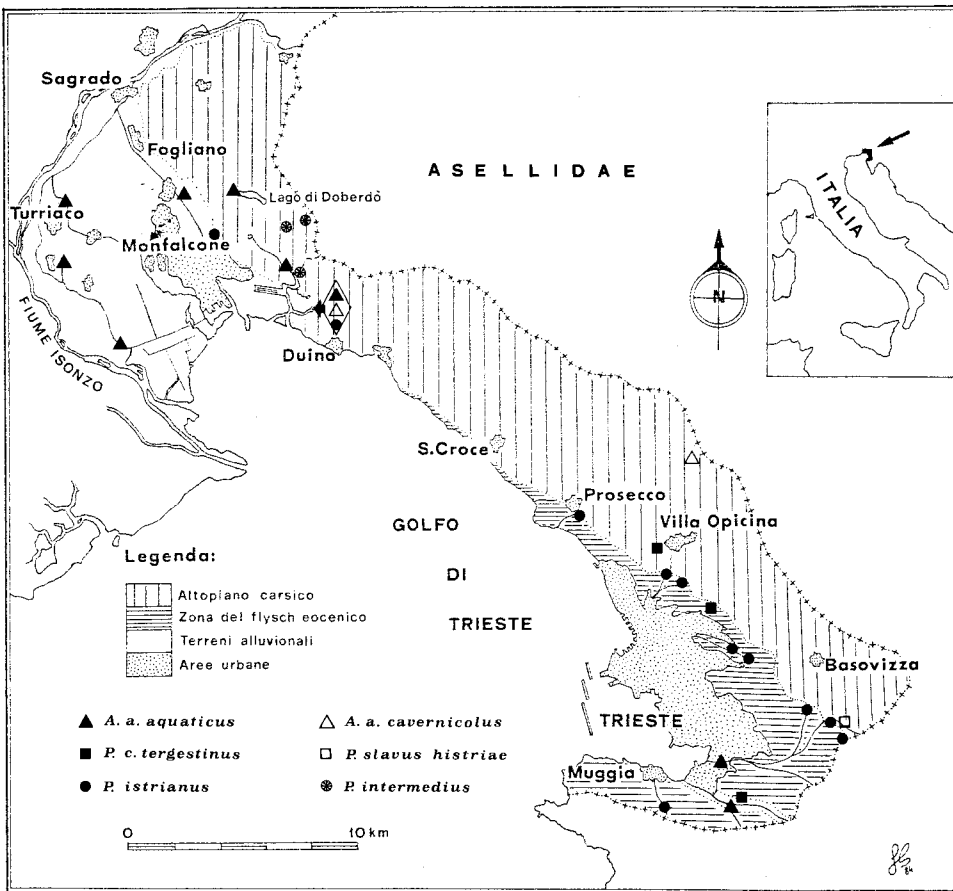 Sagrado
Fogliano
ASELLIDAE
Lago di Doberdò
Turriaco
Monfalcone
ITALIA
N
FIUME ISONZO
Duino
S.Croce
Prosecco
GOLFO
Villa Opicina
DI
TRIESTE
Legenda:
Altopiano carsico
Zona del flysch eocenico
Terreni alluvionali
Aree urbane
Basovizza
TRIESTE
Muggia
A. a. aquaticus
A. a. cavernicolus
P. c. tergestinus
P. slavus histriae
P. istrianus
P. intermedius
0 10 km